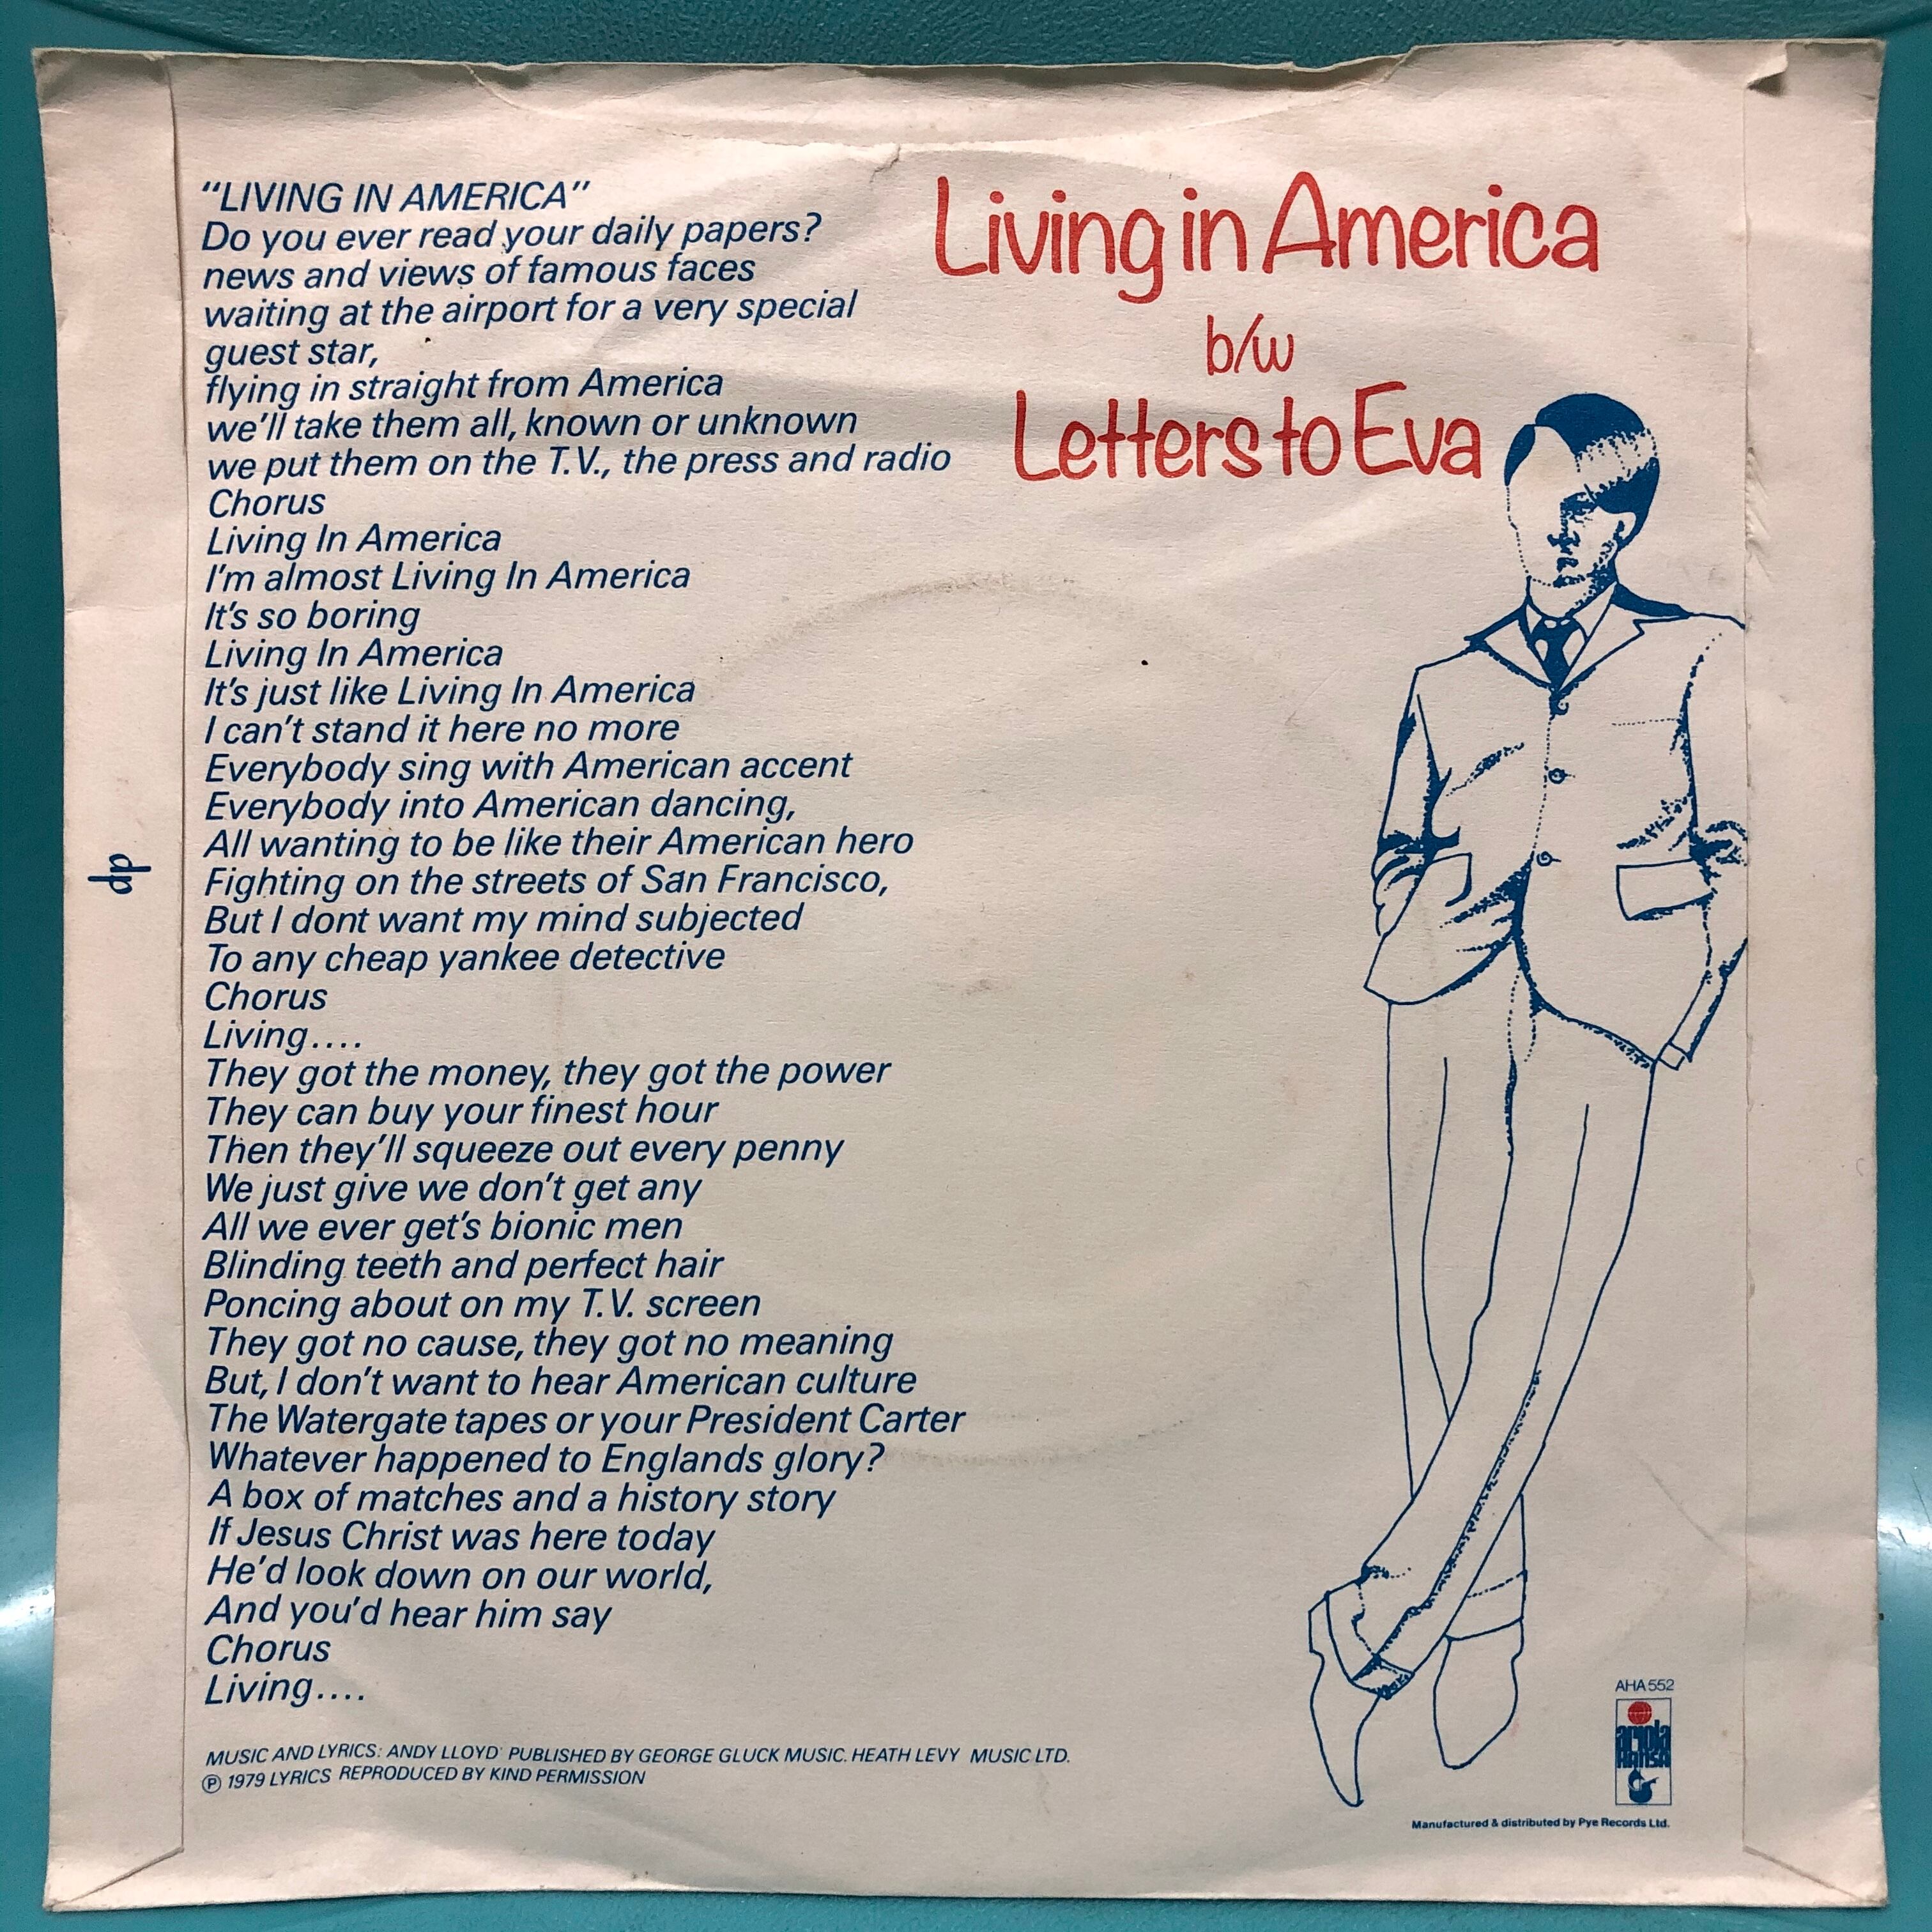 "LIVING IN AMERICA"
Do you ever read your daily papers?
news and views of famous faces
waiting at the airport for a very special
guest star,
flying in straight from America
we'll take them all, known or unknown
we put them on the T.V., the press and radio
Chorus
Living In America
I'm almost Living In America
It's so boring
Living In America
It's just like Living In America
I can't stand it here no more
Everybody sing with American accent
Everybody into American dancing,
All wanting to be like their American hero
Fighting on the streets of San Francisco,
But I dont want my mind subjected
To any cheap yankee detective
Chorus
Living....
They got the money, they got the power
They can buy your finest hour
Then they'll squeeze out every penny
We just give we don't get any
All we ever get's bionic men
Blinding teeth and perfect hair
Poncing about on my T.V. screen
They got no cause, they got no meaning
But, I don't want to hear American culture
The Watergate tapes or your President Carter
Whatever happened to Englands glory?
A box of matches and a history story
If Jesus Christ was here today
He'd look down on our world,
And you'd hear him say
Chorus
Living....
MUSIC AND LYRICS: ANDY LLOYD PUBLISHED BY GEORGE GLUCK MUSIC. HEATH LEVY MUSIC LTD.
Ⓟ 1979 LYRICS REPRODUCED BY KIND PERMISSION
Living in America
b/w
Letters to Eva
dp
AHA 552
ariola
HANSA
Manufactured & distributed by Pye Records Ltd.